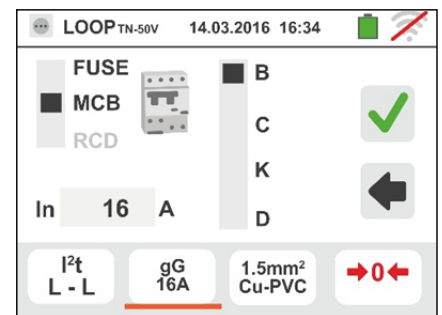 LOOP TN-50V 14.03.2016 16:34
FUSE
MCB
RCD
In 16 A
B
C
K
D
I²t
L - L
gG
16A
1.5mm²
Cu-PVC
→0←